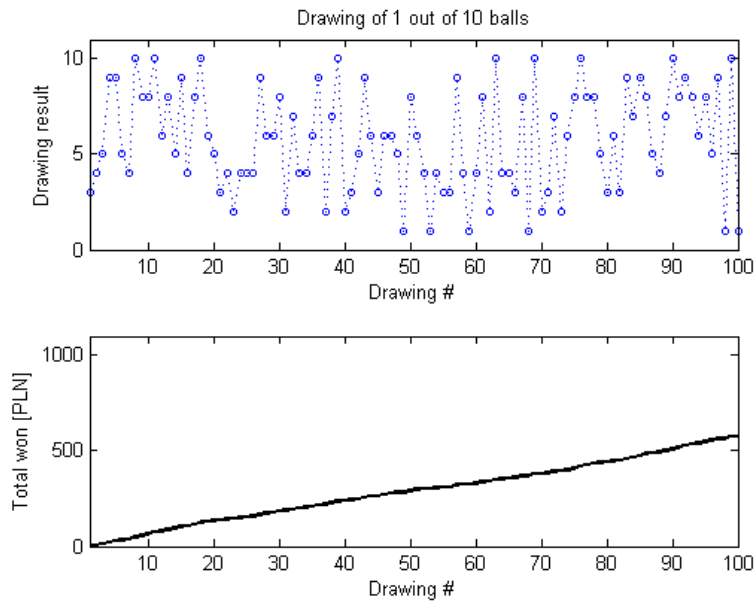 Drawing of 1 out of 10 balls
Drawing result
10
5
0
10 20 30 40 50 60 70 80 90 100
Drawing #
Total won [PLN]
1000
500
0
10 20 30 40 50 60 70 80 90 100
Drawing #